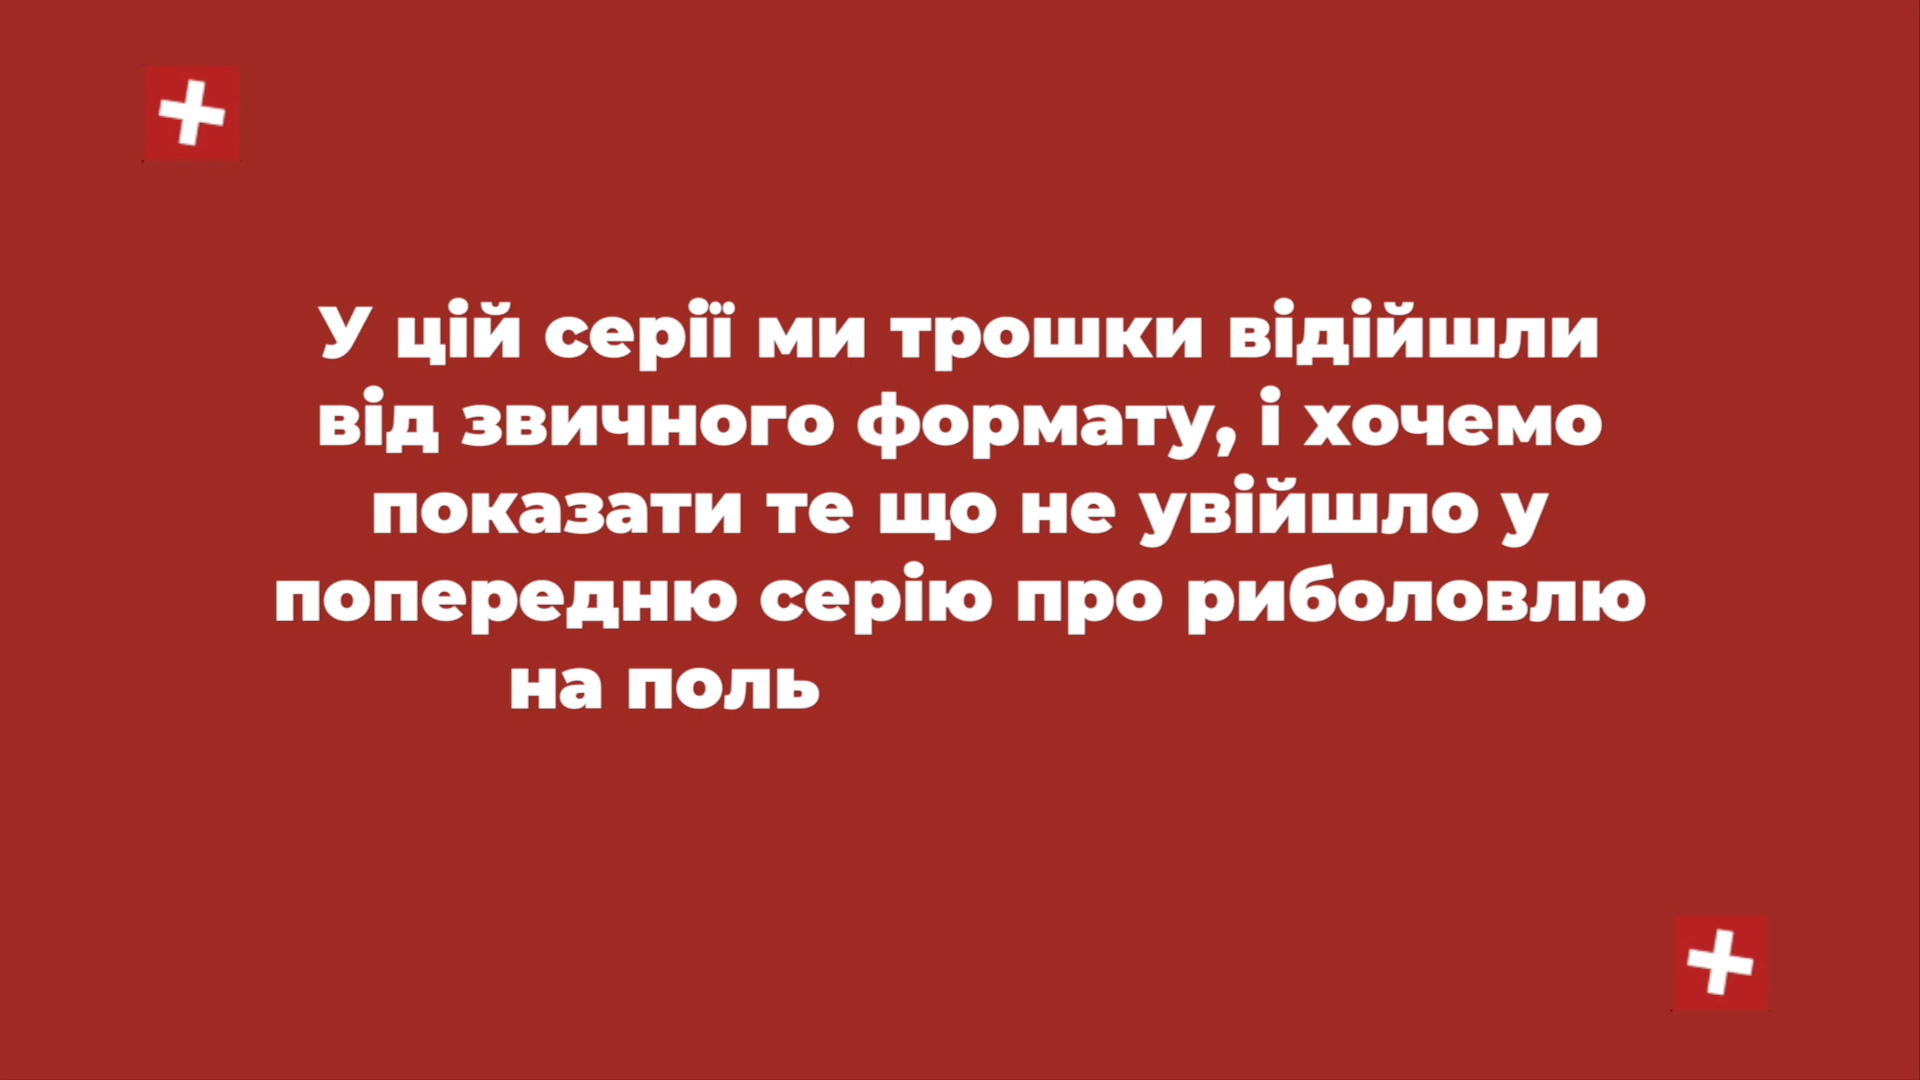 У цій серії ми трошки відійшли
від звичного формату, і хочемо
показати те що не увійшло у
попередню серію про риболовлю
на поль